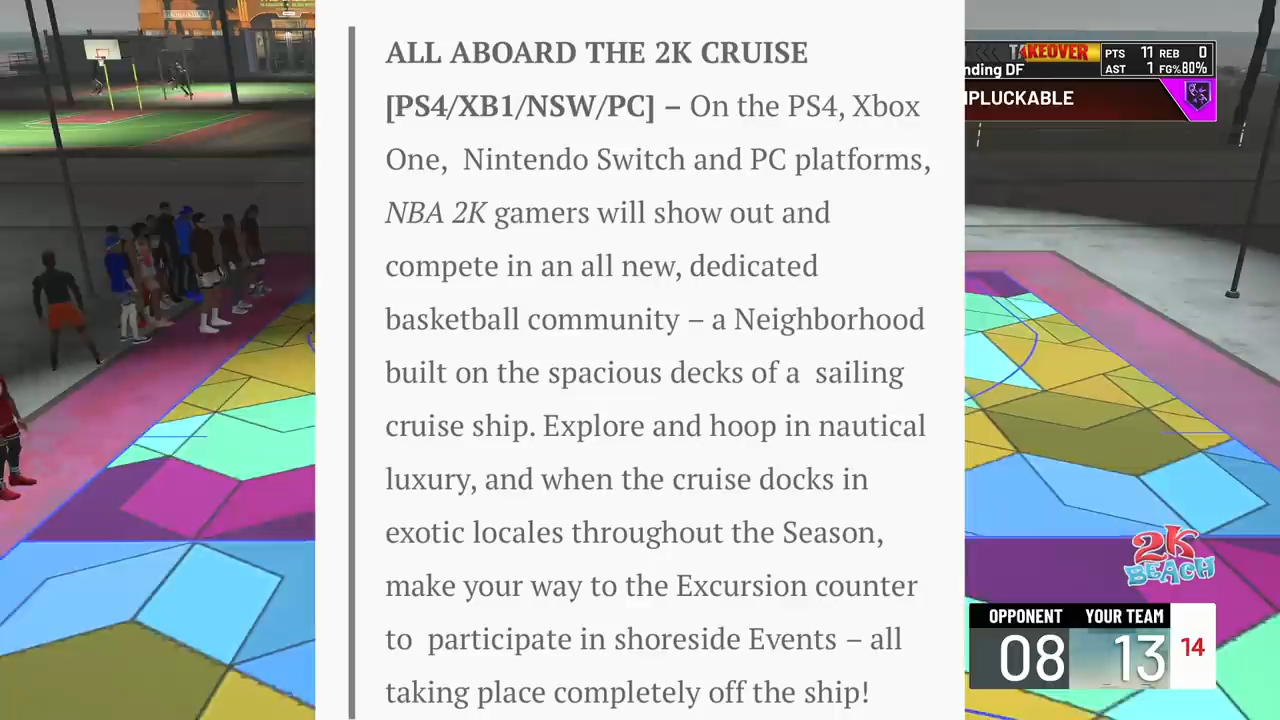 ALL ABOARD THE 2K CRUISE
[PS4/XB1/NSW/PC] – On the PS4, Xbox
One, Nintendo Switch and PC platforms,
NBA 2K gamers will show out and
compete in an all new, dedicated
basketball community – a Neighborhood
built on the spacious decks of a sailing
cruise ship. Explore and hoop in nautical
luxury, and when the cruise docks in
exotic locales throughout the Season,
make your way to the Excursion counter
to participate in shoreside Events – all
taking place completely off the ship!
TAKEOVER
PTS 11 REB 0
nding DF
AST 1 FG% 80%
NPLUCKABLE
2K
BEACH
OPPONENT YOUR TEAM
08 13 14